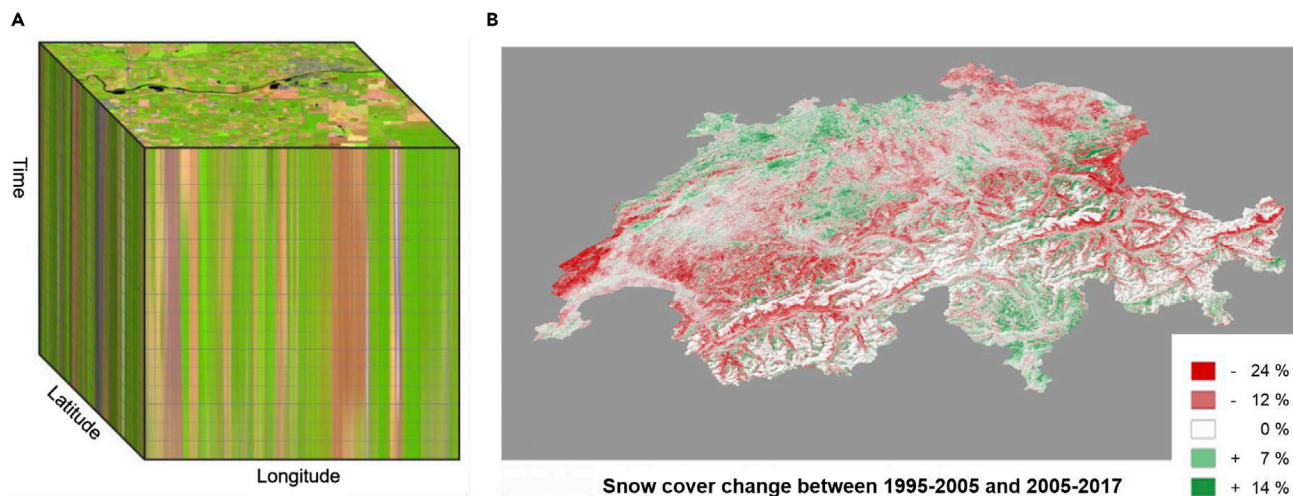 A
Time
Latitude
Longitude
B
- 24 %
- 12 %
0 %
+ 7 %
+ 14 %
Snow cover change between 1995-2005 and 2005-2017